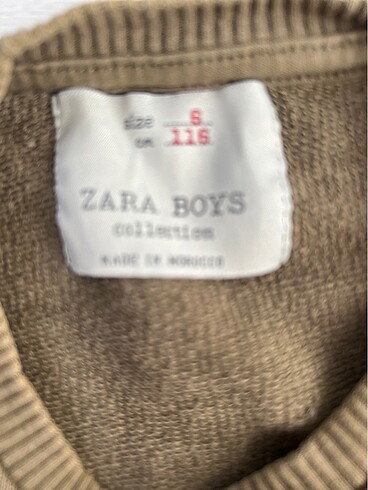 size 6
cm 116
ZARA BOYS
collection
MADE IN MOROCCO